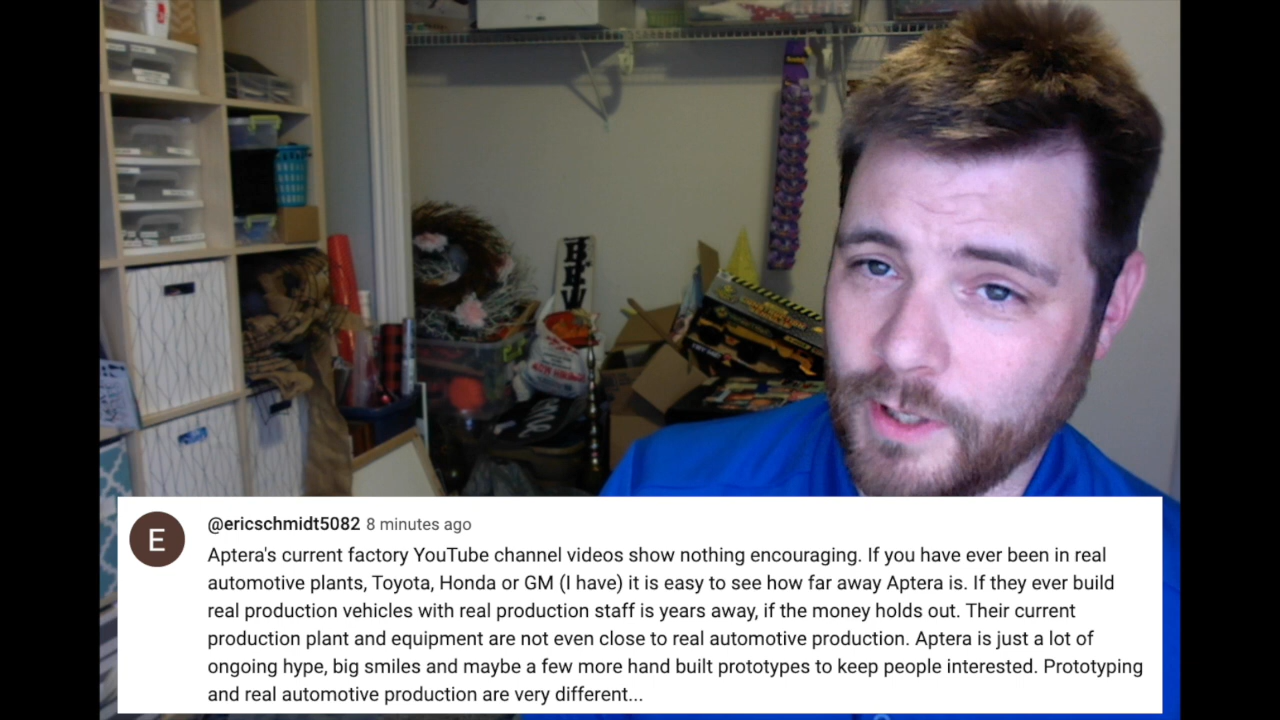 HEY
E
@ericschmidt5082 8 minutes ago
Aptera's current factory YouTube channel videos show nothing encouraging. If you have ever been in real
automotive plants, Toyota, Honda or GM (I have) it is easy to see how far away Aptera is. If they ever build
real production vehicles with real production staff is years away, if the money holds out. Their current
production plant and equipment are not even close to real automotive production. Aptera is just a lot of
ongoing hype, big smiles and maybe a few more hand built prototypes to keep people interested. Prototyping
and real automotive production are very different...